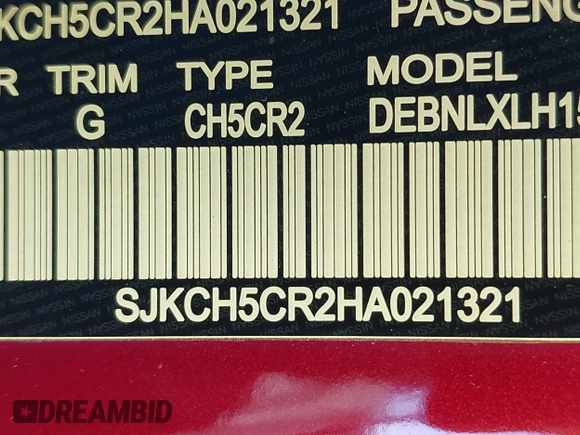 KCH5CR2HA021321 PASSENG
R TRIM TYPE MODEL
G CH5CR2 DEBNLXLH15
SJKCH5CR2HA021321
DREAMBID